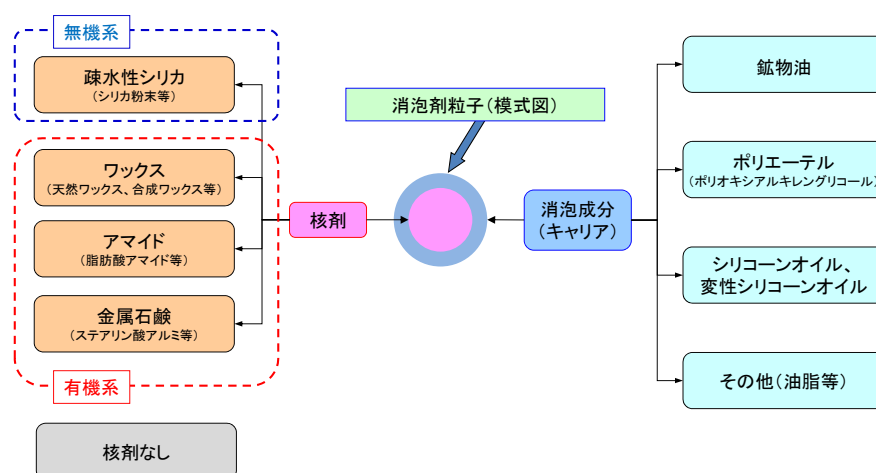 無機系
疎水性シリカ
(シリカ粉末等)
ワックス
(天然ワックス、合成ワックス等)
アマイド
(脂肪酸アマイド等)
金属石鹸
(ステアリン酸アルミ等)
有機系
核剤なし
消泡剤粒子(模式図)
核剤
消泡成分
(キャリア)
鉱物油
ポリエーテル
(ポリオキシアルキレングリコール)
シリコーンオイル、
変性シリコーンオイル
その他(油脂等)